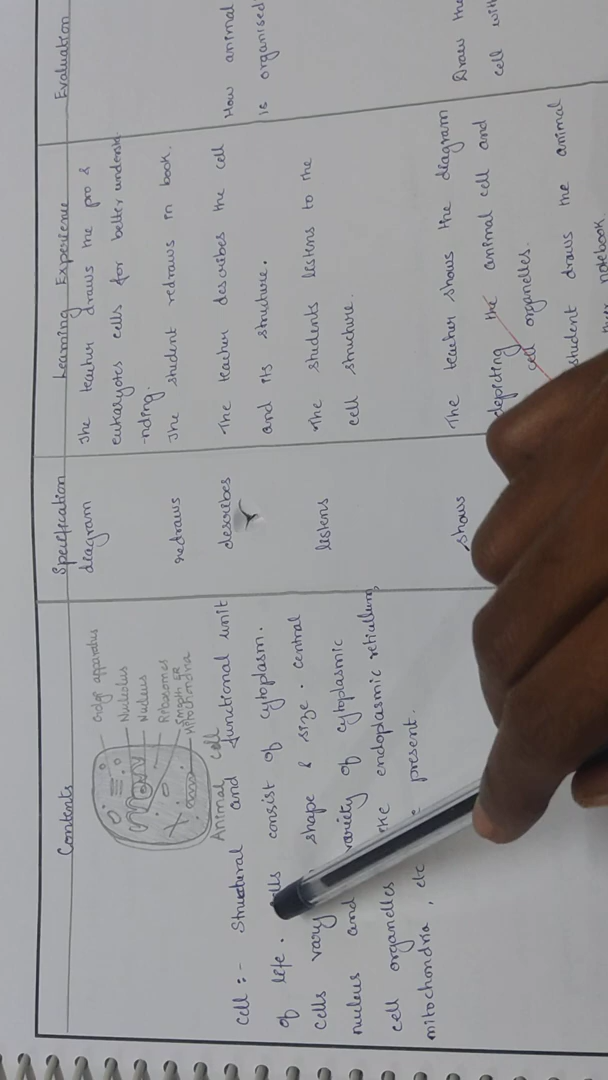 Contents
Golgi apparatus
Nucleolus
Nucleus
Ribosomes
Smooth ER
Mitochondria
Animal cell
Cell :- Structural and functional unit
of life. consist of cytoplasm.
cells vary shape & size. central
nucleus and variety of cytoplasmic
cell organelles endoplasmic reticulum,
mitochondria, etc present.
Specification
diagram
redraws
describes
listens
shows
Learning Experience
The teacher draws the pro &
eukaryotes cells for better understa
-nding.
The student redraws in book.
The teacher describes the cell
and its structure.
The students listens to the
cell structure.
The teacher shows the diagram
depicting the animal cell and
cell organelles.
student draws the animal
notebook
Evaluation
How animal
is organised
Draw the
cell with